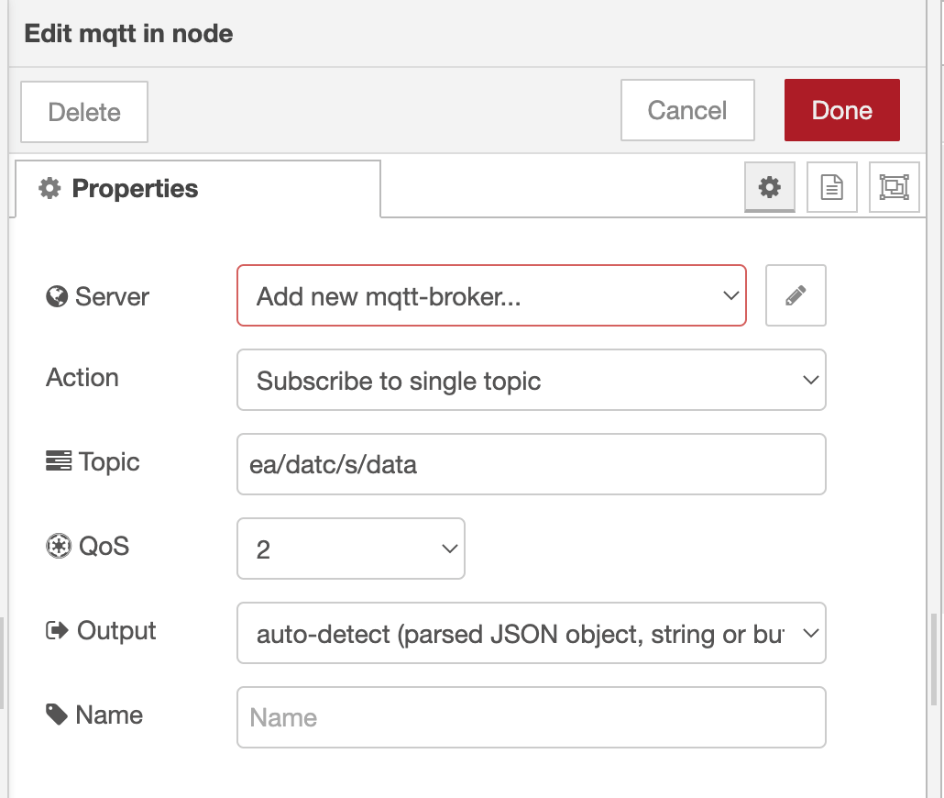 Edit mqtt in node
Delete
Cancel
Done
Properties
Server
Add new mqtt-broker...
Action
Subscribe to single topic
Topic
ea/datc/s/data
QoS
2
Output
auto-detect (parsed JSON object, string or bu
Name
Name